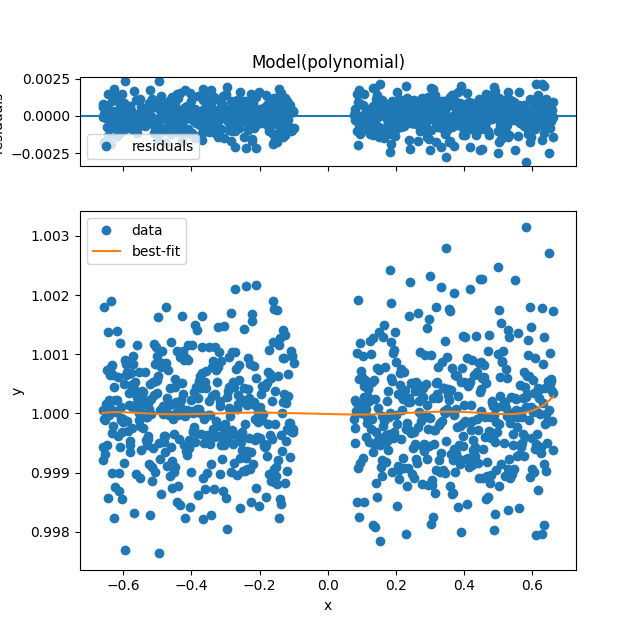 Model(polynomial)
0.0025
0.0000
−0.0025
residuals
residuals
data
best-fit
1.003
1.002
1.001
1.000
0.999
0.998
y
−0.6
−0.4
−0.2
0.0
0.2
0.4
0.6
x